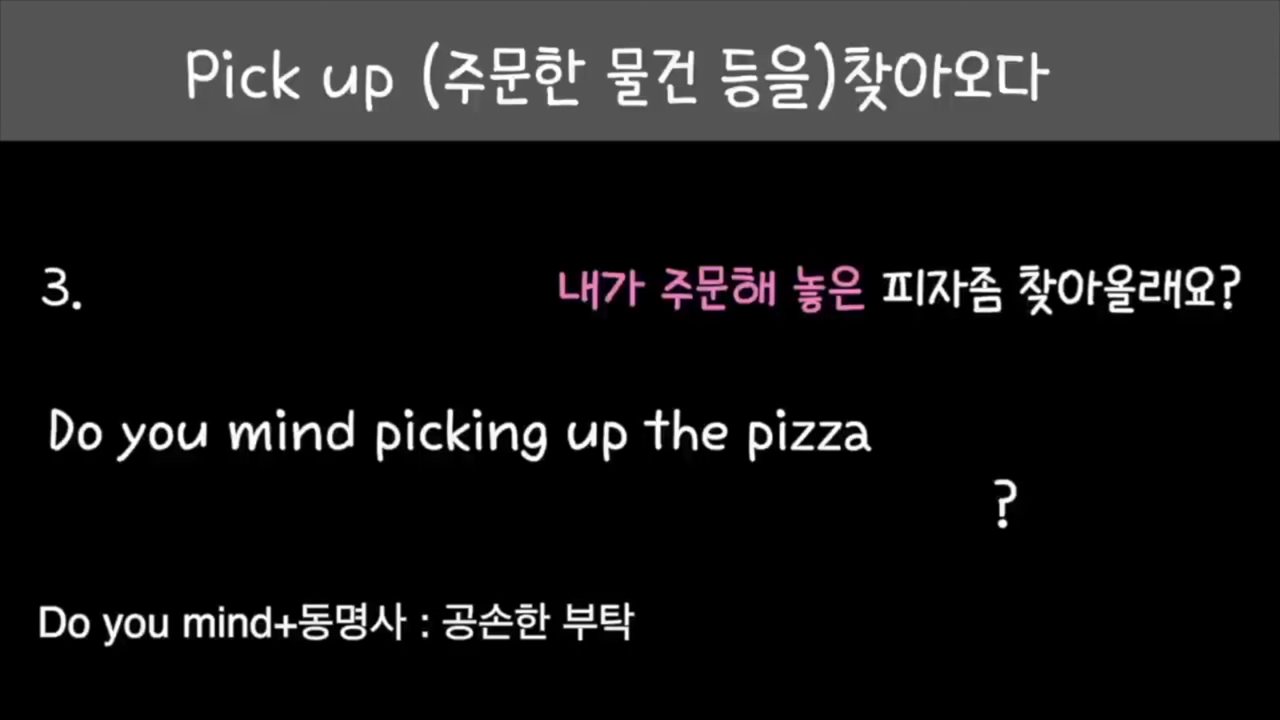 Pick up (주문한 물건 등을)찾아오다
3. 내가 주문해 놓은 피자좀 찾아올래요?
Do you mind picking up the pizza
?
Do you mind+동명사 : 공손한 부탁